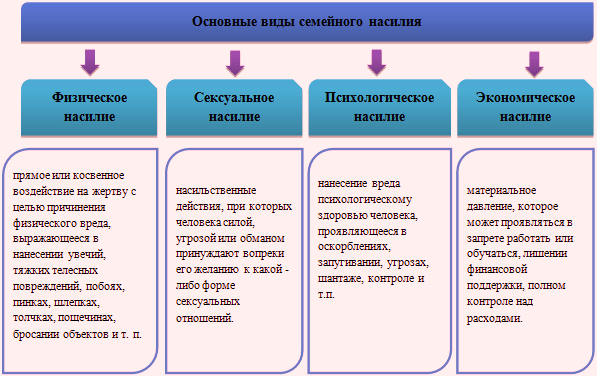 Основные виды семейного насилия
Физическое
насилие
Сексуальное
насилие
Психологическое
насилие
Экономическое
насилие
прямое или косвенное
воздействие на жертву с
целью причинения
физического вреда,
выражающееся в
нанесении увечий,
тяжких телесных
повреждений, побоях,
пинках, шлепках,
толчках, пощечинах,
бросании объектов и т. п.
насильственные
действия, при которых
человека силой,
угрозой или обманом
принуждают вопреки
его желанию к какой -
либо форме
сексуальных
отношений.
нанесение вреда
психологическому
здоровью человека,
проявляющееся в
оскорблениях,
запугивании, угрозах,
шантаже, контроле и
т.п.
материальное
давление, которое
может проявляться в
запрете работать или
обучаться, лишении
финансовой
поддержки, полном
контроле над
расходами.